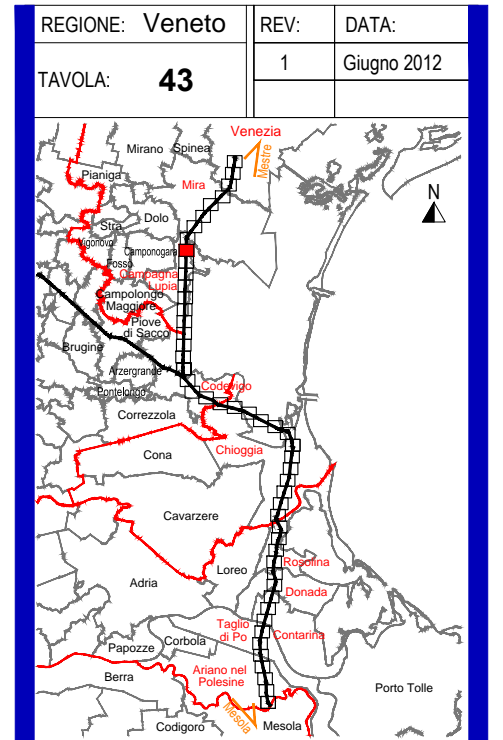 REGIONE: Veneto
REV:
DATA:
TAVOLA: 43
1
Giugno 2012
Venezia
Mestre
Mirano
Spinea
Pianiga
Mira
N
Dolo
Stra
Vigonovo
Camponogara
Fosso
Campagna
Lupia
Campolongo
Maggiore
Piove
di Sacco
Brugine
Arzergrande
Pontelongo
Codevigo
Correzzola
Chioggia
Cona
Cavarzere
Loreo
Rosolina
Adria
Donada
Taglio
di Po
Contarina
Corbola
Papozze
Ariano nel
Polesine
Berra
Porto Tolle
Mesola
Mesola
Codigoro